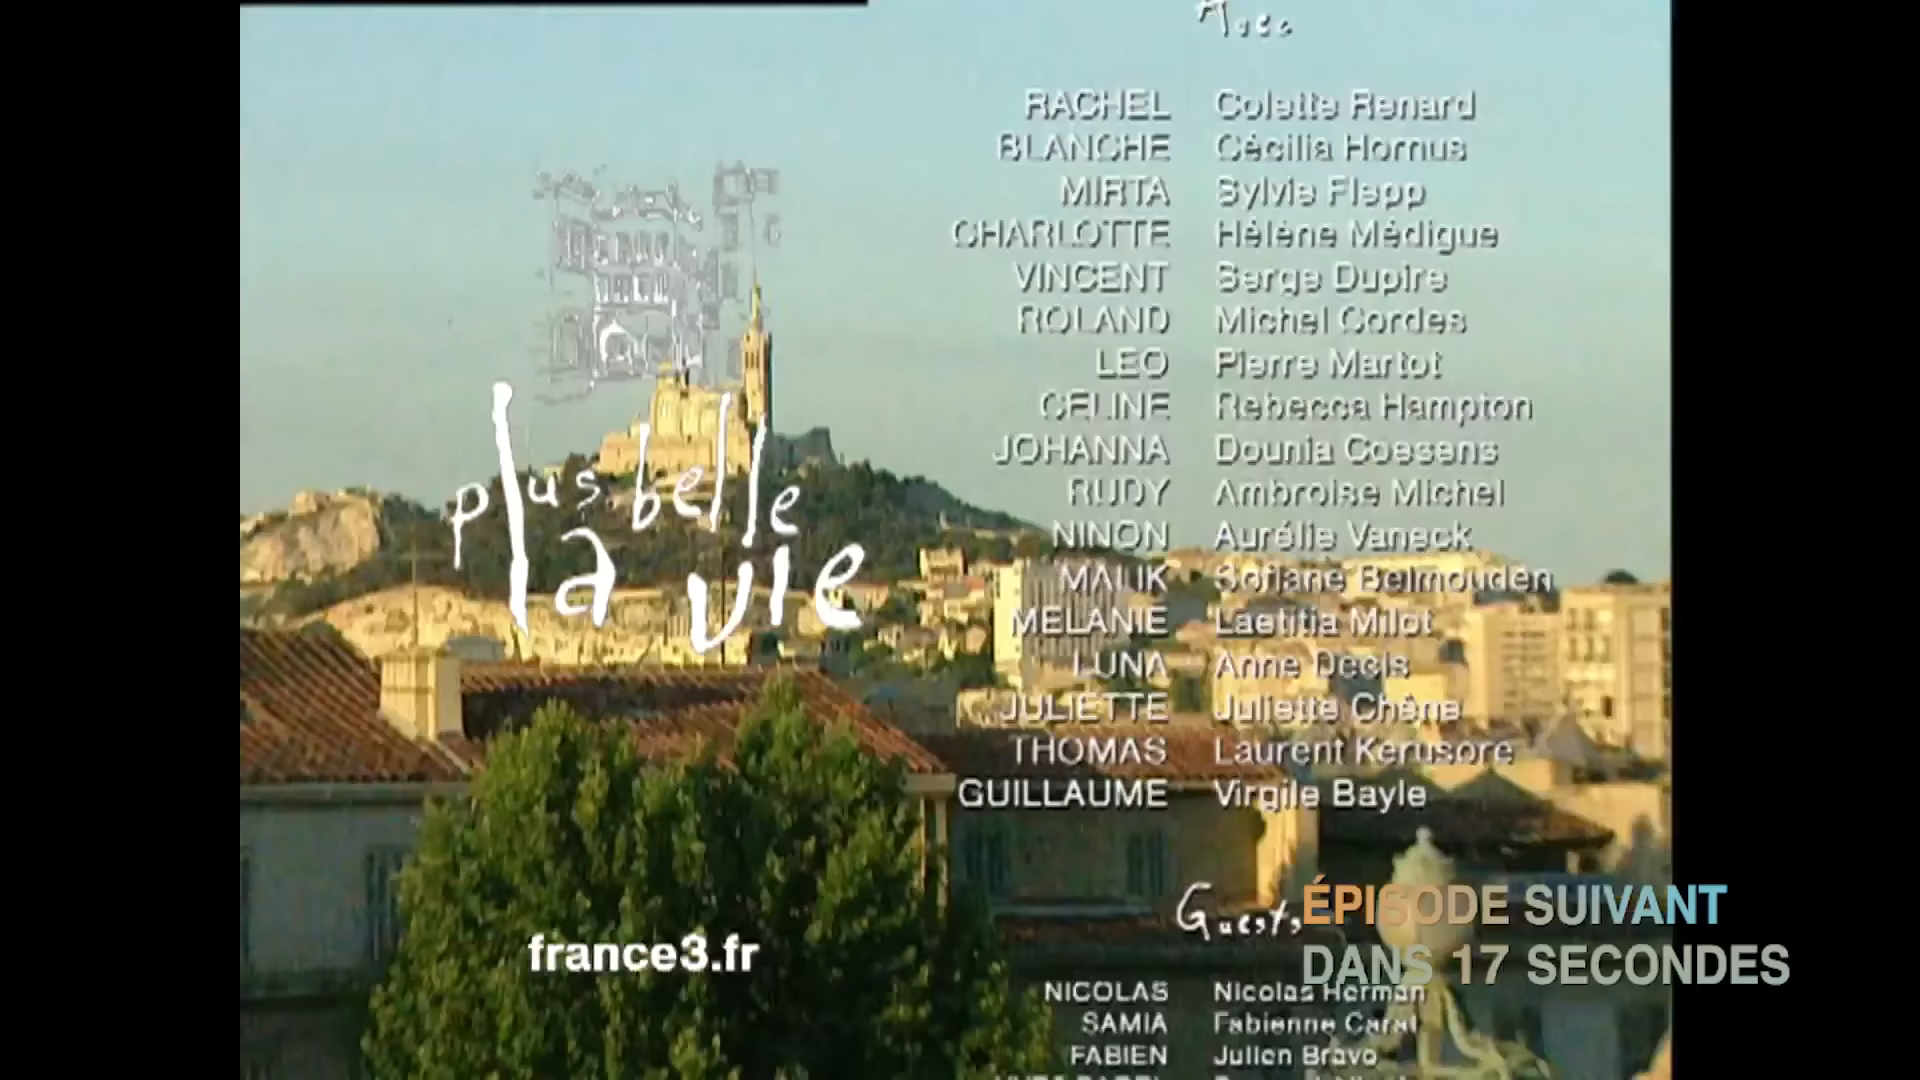 plus belle
la vie
france3.fr
Avec
RACHEL Colette Renard
BLANCHE Cécilia Hornus
MIRTA Sylvie Flepp
CHARLOTTE Hélène Médigue
VINCENT Serge Dupire
ROLAND Michel Cordes
LEO Pierre Martot
CELINE Rebecca Hampton
JOHANNA Dounia Coesens
RUDY Ambroise Michel
NINON Aurélie Vaneck
MALIK Sofiane Belmouden
MELANIE Laetitia Milot
LUNA Anne Decis
JULIETTE Juliette Chêne
THOMAS Laurent Kerusoré
GUILLAUME Virgile Bayle
Guests
ÉPISODE SUIVANT
DANS 17 SECONDES
NICOLAS Nicolas Herman
SAMIA Fabienne Carat
FABIEN Julien Bravo